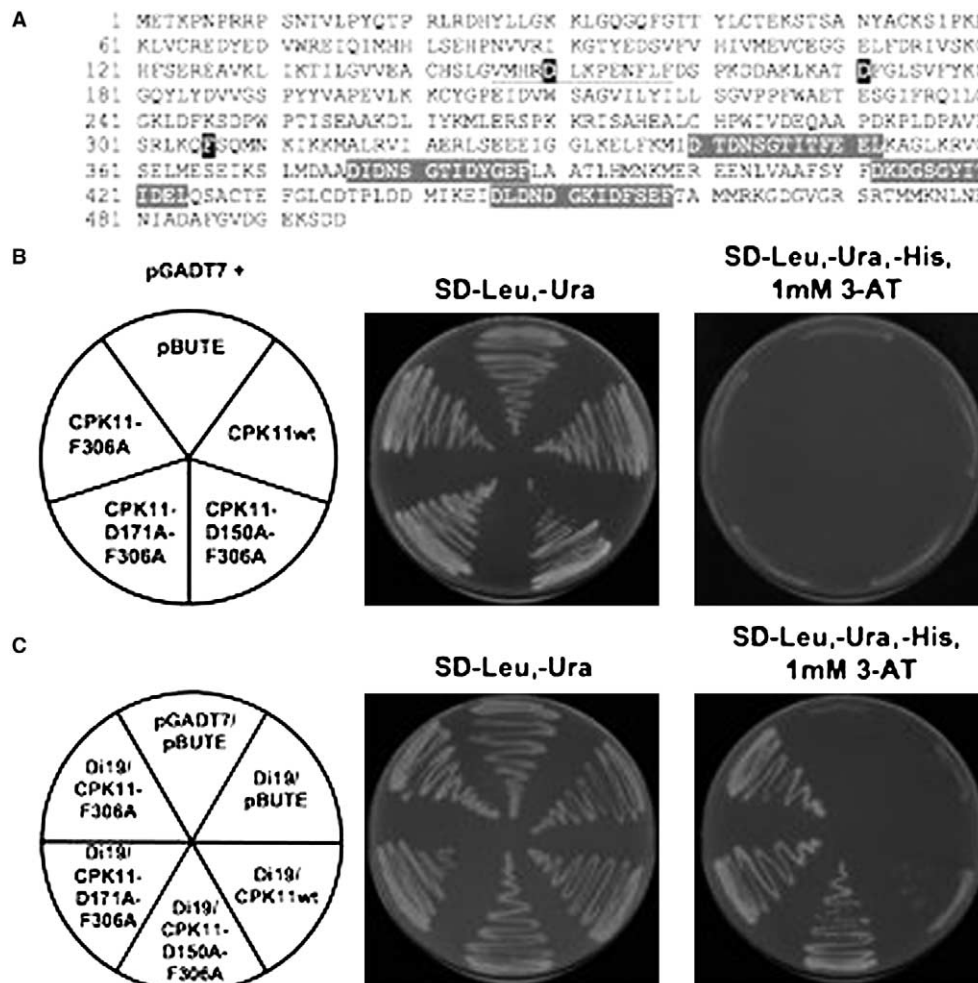 A
1 METKPNPRRP SNTVLPYQTP RLRDHYLLGK KLGQGQFGTT YLCTEKSTSA NYACKSIPK
61 KLVCREDYED VWREIQIMHH LSEHPNVVRI KGTYEDSVFV HIVMEVCEGG ELFDRIVSK
121 HFSEREAVKL IKTILGVVEA CHSLGVMHRD LKPENFLFDS PKDDAKLKAT DFGLSVFYK
181 GQYLYDVVGS PYYVAPEVLK KCYGPEIDVW SAGVILYILL SGVPPFWAET ESGIFRQIL
241 GKLDFKSDPW PTISEAAKDL IYKMLERSPK KRISAHEALC HPWIVDEQAA PDKPLDPAV
301 SRLKQFSQMN KIKKMALRVI AERLSEEEIG GLKELFKMI D TDNSGTITFE ELKAGLKRV
361 SELMESEIKS LMDAADIDNS GTIDYGEFLA ATLHMNKMER EENLVAAFSY FDKDGSGYI
421 IDELQSACTE FGLCDTPLDD MIKEIDLDND GKIDFSEFTA MMRKGDGVGR SRTMMKNLN
481 NIADAFGVDG EKSDD
B
pGADT7 +
SD-Leu,-Ura
SD-Leu,-Ura,-His,
1mM 3-AT
pBUTE
CPK11-
F306A
CPK11wt
CPK11-
D171A-
F306A
CPK11-
D150A-
F306A
C
SD-Leu,-Ura
SD-Leu,-Ura,-His,
1mM 3-AT
pGADT7/
pBUTE
Di19/
CPK11-
F306A
Di19/
pBUTE
Di19/
CPK11-
D171A-
F306A
Di19/
CPK11wt
Di19/
CPK11-
D150A-
F306A